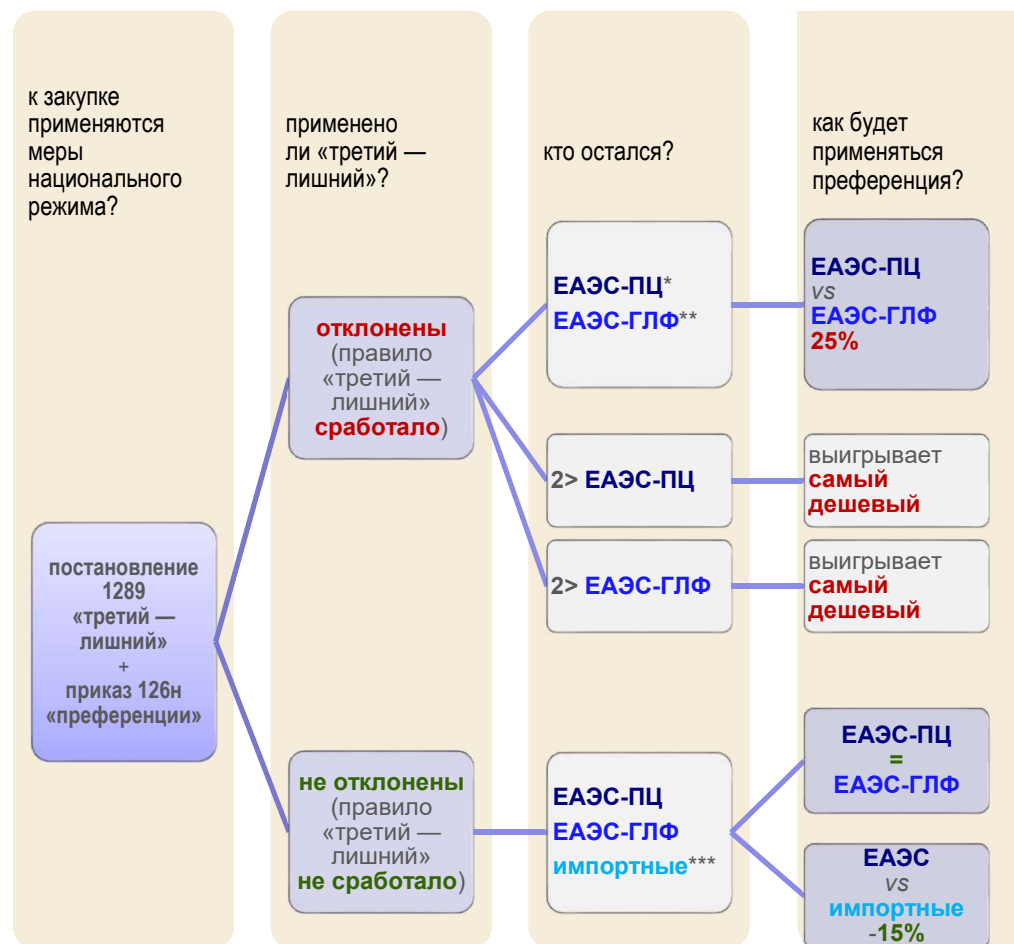 к закупке
применяются
меры
национального
режима?
применено
ли «третий —
лишний»?
кто остался?
как будет
применяться
преференция?
постановление
1289
«третий —
лишний»
+
приказ 126н
«преференции»
отклонены
(правило
«третий —
лишний»
сработало)
не отклонены
(правило
«третий —
лишний»
не сработало)
ЕАЭС-ПЦ*
ЕАЭС-ГЛФ**
2> ЕАЭС-ПЦ
2> ЕАЭС-ГЛФ
ЕАЭС-ПЦ
ЕАЭС-ГЛФ
импортные***
ЕАЭС-ПЦ
vs
ЕАЭС-ГЛФ
25%
выигрывает
самый
дешевый
выигрывает
самый
дешевый
ЕАЭС-ПЦ
=
ЕАЭС-ГЛФ
ЕАЭС
vs
импортные
-15%